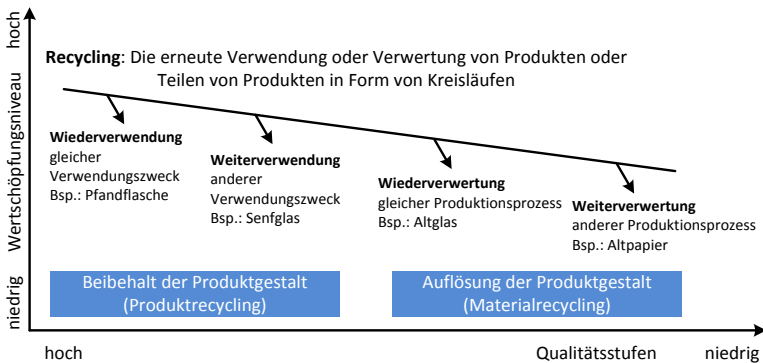 hoch
Wertschöpfungsniveau
niedrig
Recycling: Die erneute Verwendung oder Verwertung von Produkten oder
Teilen von Produkten in Form von Kreisläufen
Wiederverwendung
gleicher
Verwendungszweck
Bsp.: Pfandflasche
Weiterverwendung
anderer
Verwendungszweck
Bsp.: Senfglas
Wiederverwertung
gleicher Produktionsprozess
Bsp.: Altglas
Weiterverwertung
anderer Produktionsprozess
Bsp.: Altpapier
Beibehalt der Produktgestalt
(Produktrecycling)
Auflösung der Produktgestalt
(Materialrecycling)
hoch
Qualitätsstufen
niedrig